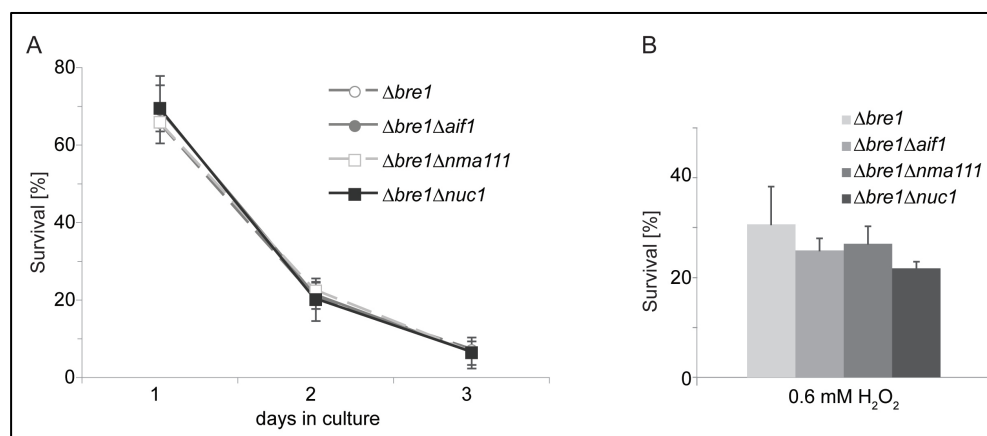 A
80
60
40
20
0
Survival [%]
1 2 3
days in culture
Δbre1
Δbre1Δaif1
Δbre1Δnma111
Δbre1Δnuc1
B
Δbre1
Δbre1Δaif1
Δbre1Δnma111
Δbre1Δnuc1
40
20
0
Survival [%]
0.6 mM H₂O₂